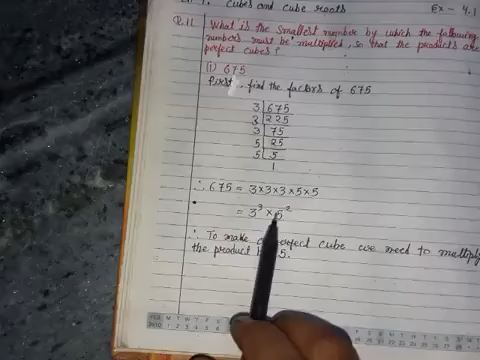 Cubes and cube roots
Ex - 4.1
Q.11 What is the smallest number by which the following
numbers must be multiplied, so that the products are
perfect cubes?
(i) 675
First, find the factors of 675
3 | 675
3 | 225
3 | 75
5 | 25
5 | 5
1
∴ 675 = 3×3×3×5×5
= 3³ × 5²
∴ To make a perfect cube we need to multiply
the product 5.